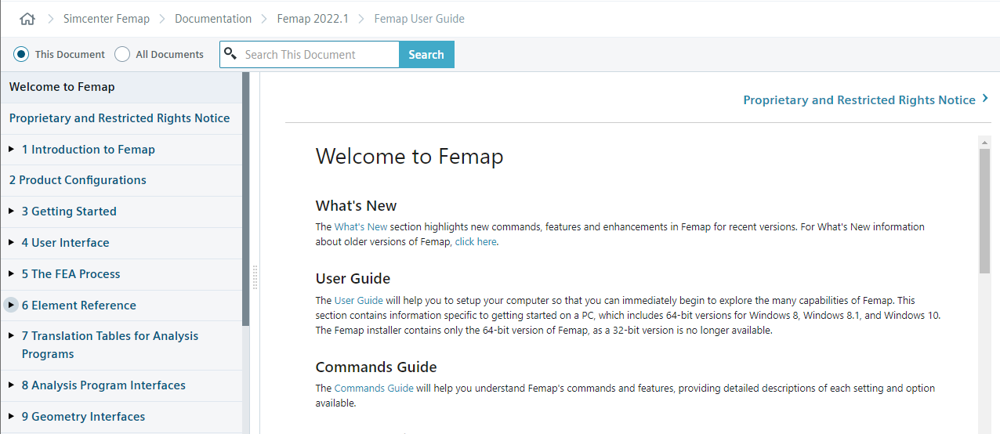 Simcenter Femap Documentation Femap 2022.1 Femap User Guide
This Document All Documents Search This Document Search
Welcome to Femap
Proprietary and Restricted Rights Notice
1 Introduction to Femap
2 Product Configurations
3 Getting Started
4 User Interface
5 The FEA Process
6 Element Reference
7 Translation Tables for Analysis
Programs
8 Analysis Program Interfaces
9 Geometry Interfaces
Proprietary and Restricted Rights Notice
Welcome to Femap
What's New
The What's New section highlights new commands, features and enhancements in Femap for recent versions. For What's New information
about older versions of Femap, click here.
User Guide
The User Guide will help you to setup your computer so that you can immediately begin to explore the many capabilities of Femap. This
section contains information specific to getting started on a PC, which includes 64-bit versions for Windows 8, Windows 8.1, and Windows 10.
The Femap installer contains only the 64-bit version of Femap, as a 32-bit version is no longer available.
Commands Guide
The Commands Guide will help you understand Femap's commands and features, providing detailed descriptions of each setting and option
available.